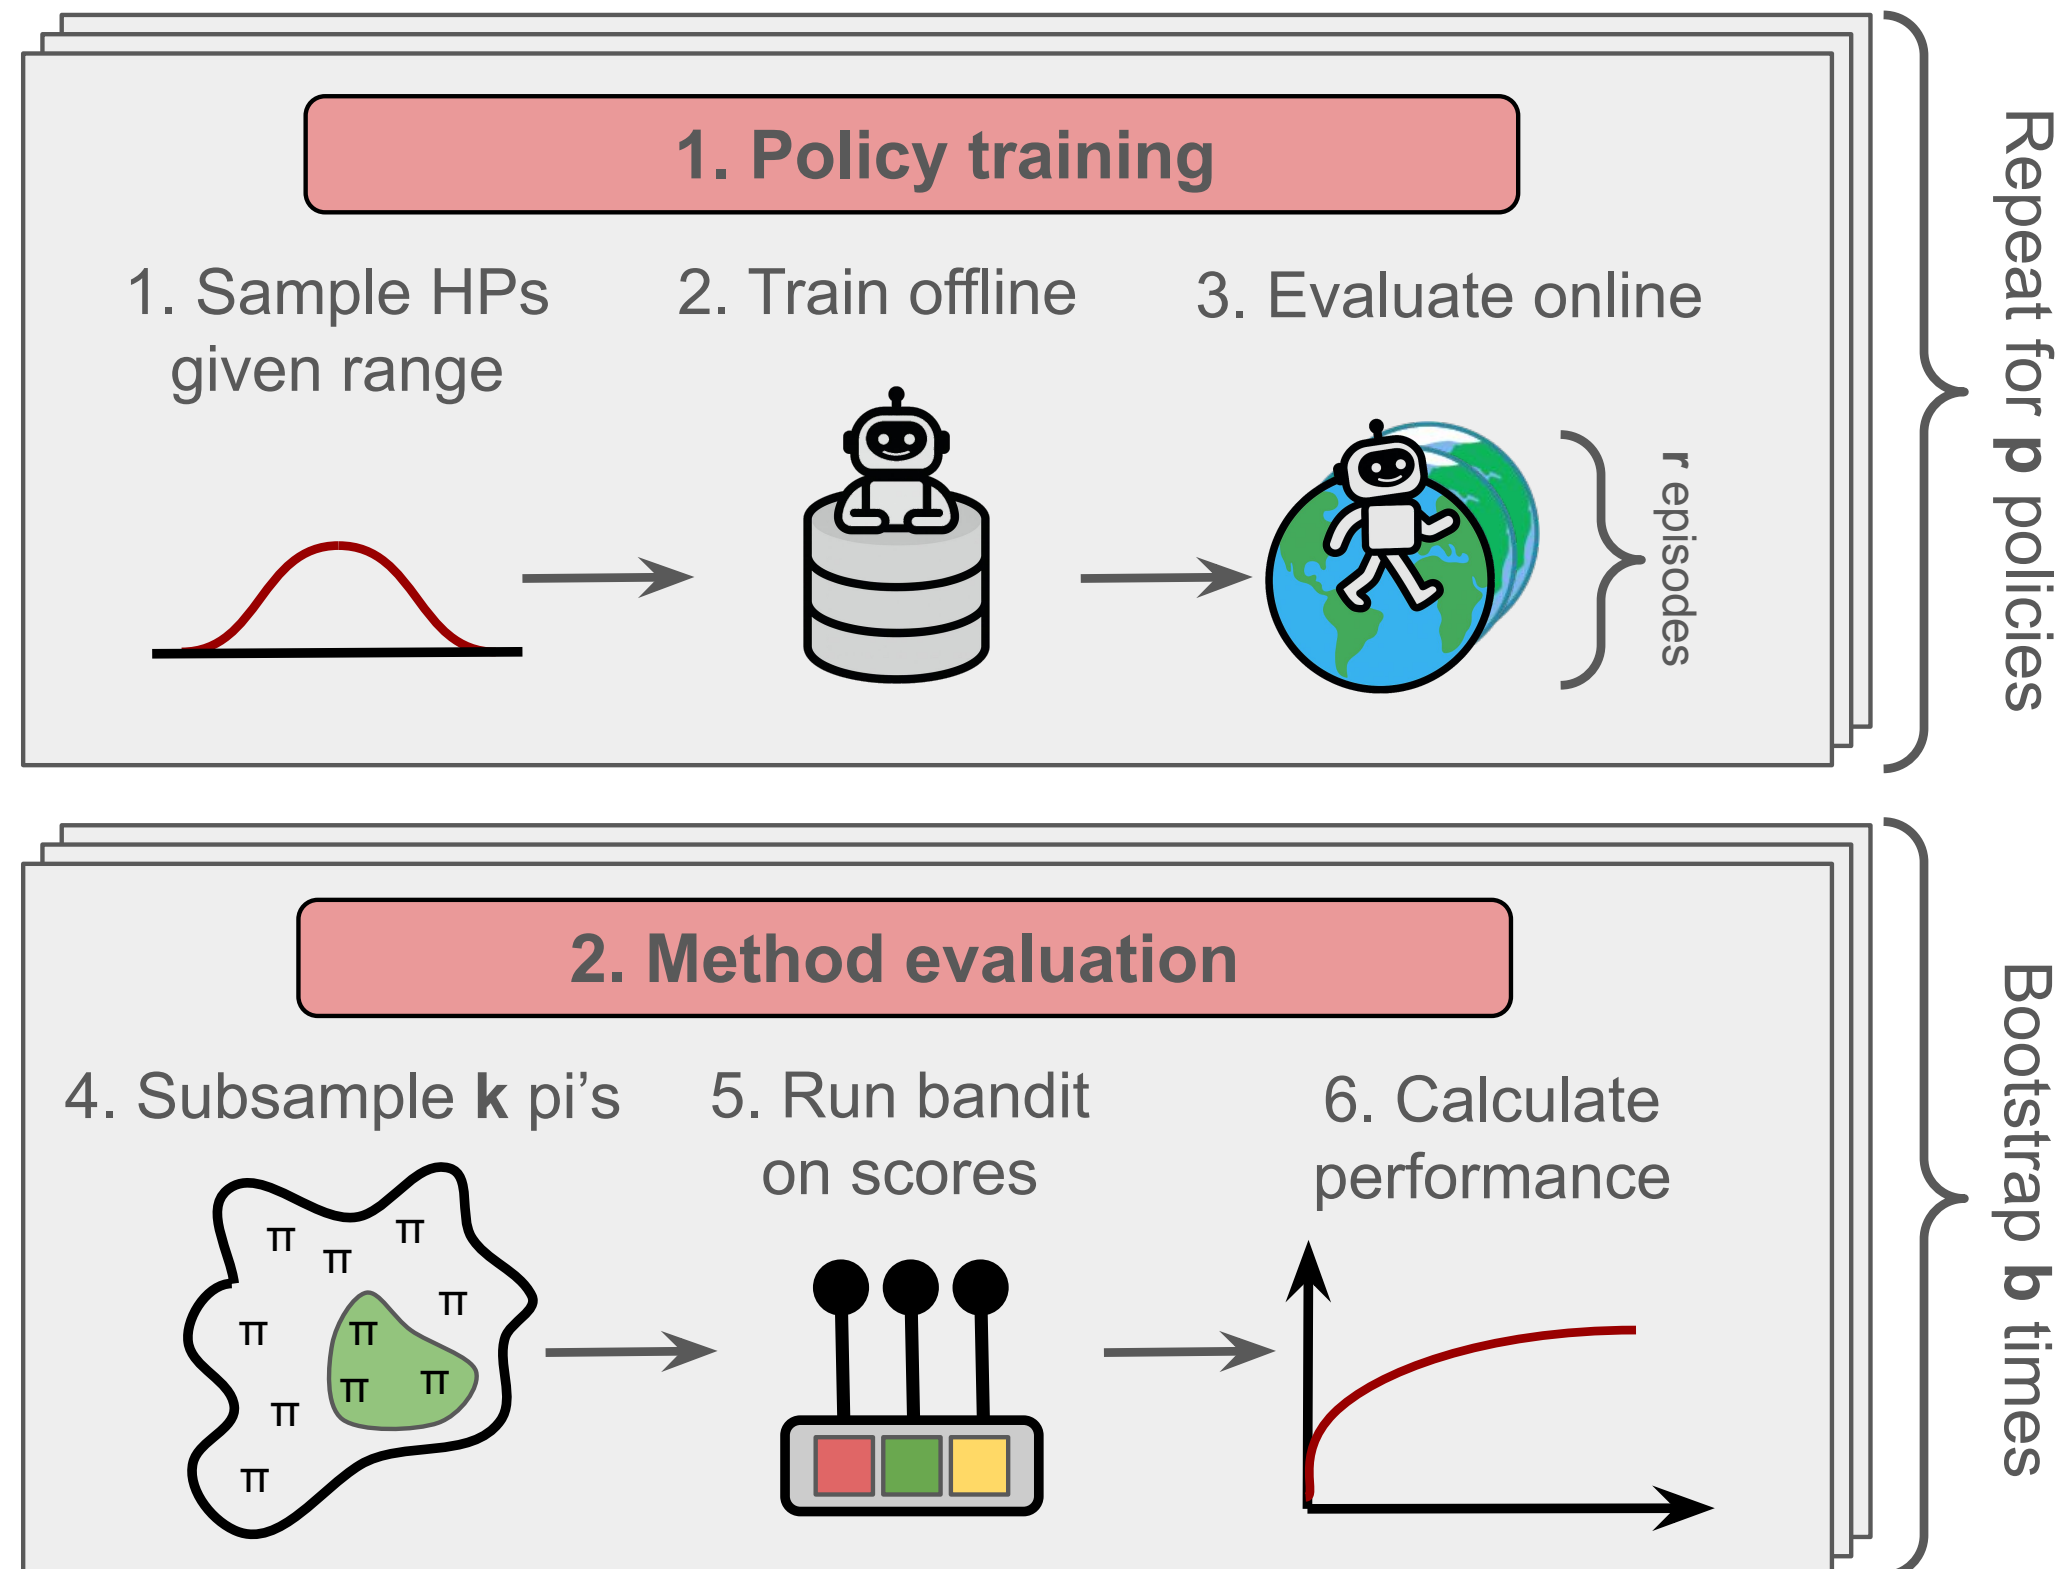 1. Policy training
1. Sample HPs
given range
2. Train offline
3. Evaluate online
r episodes
Repeat for p policies
2. Method evaluation
4. Subsample k pi's
5. Run bandit
on scores
6. Calculate
performance
π
π
π
π
π
π
π
π
π
π
Bootstrap b times